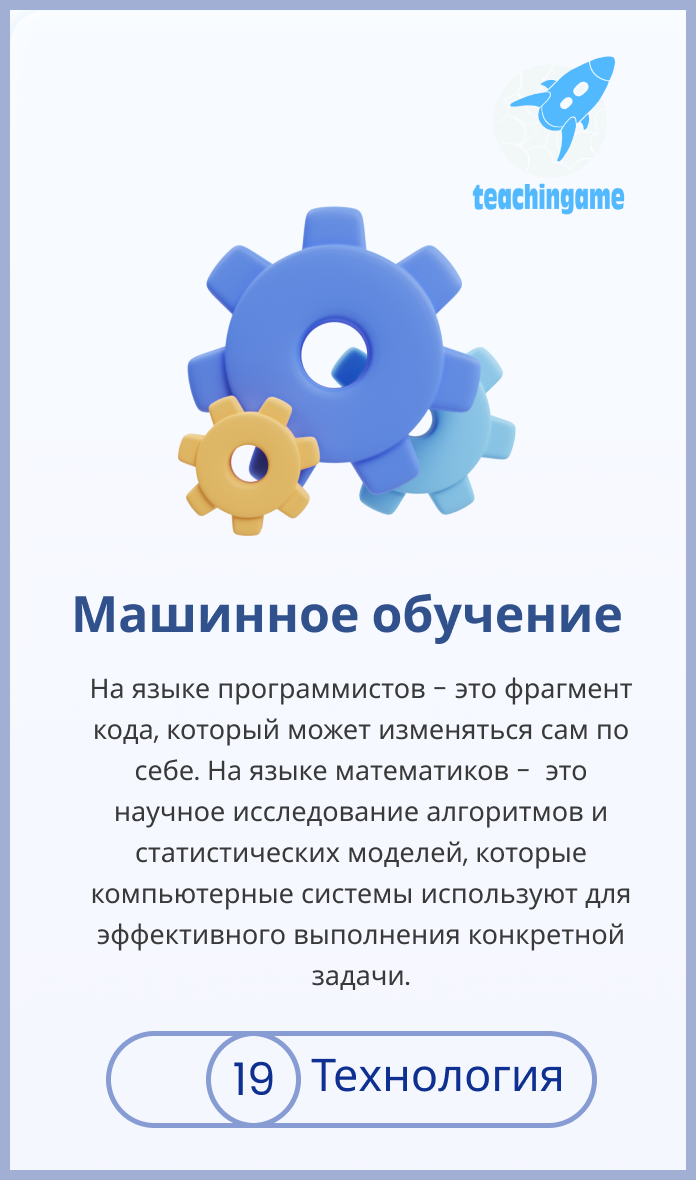 teachingame
Машинное обучение
На языке программистов – это фрагмент
кода, который может изменяться сам по
себе. На языке математиков –  это
научное исследование алгоритмов и
статистических моделей, которые
компьютерные системы используют для
эффективного выполнения конкретной
задачи.
19 Технология